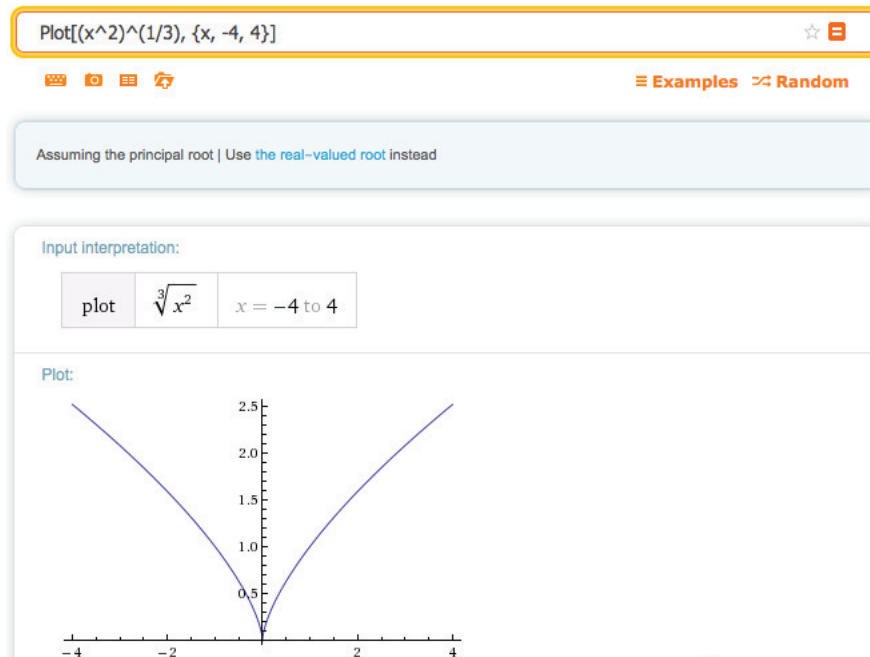 Plot[(x^2)^(1/3), {x, -4, 4}]
Examples Random
Assuming the principal root | Use the real-valued root instead
Input interpretation:
plot ∛x² x = -4 to 4
Plot:
2.5
2.0
1.5
1.0
0.5
-4 -2 2 4